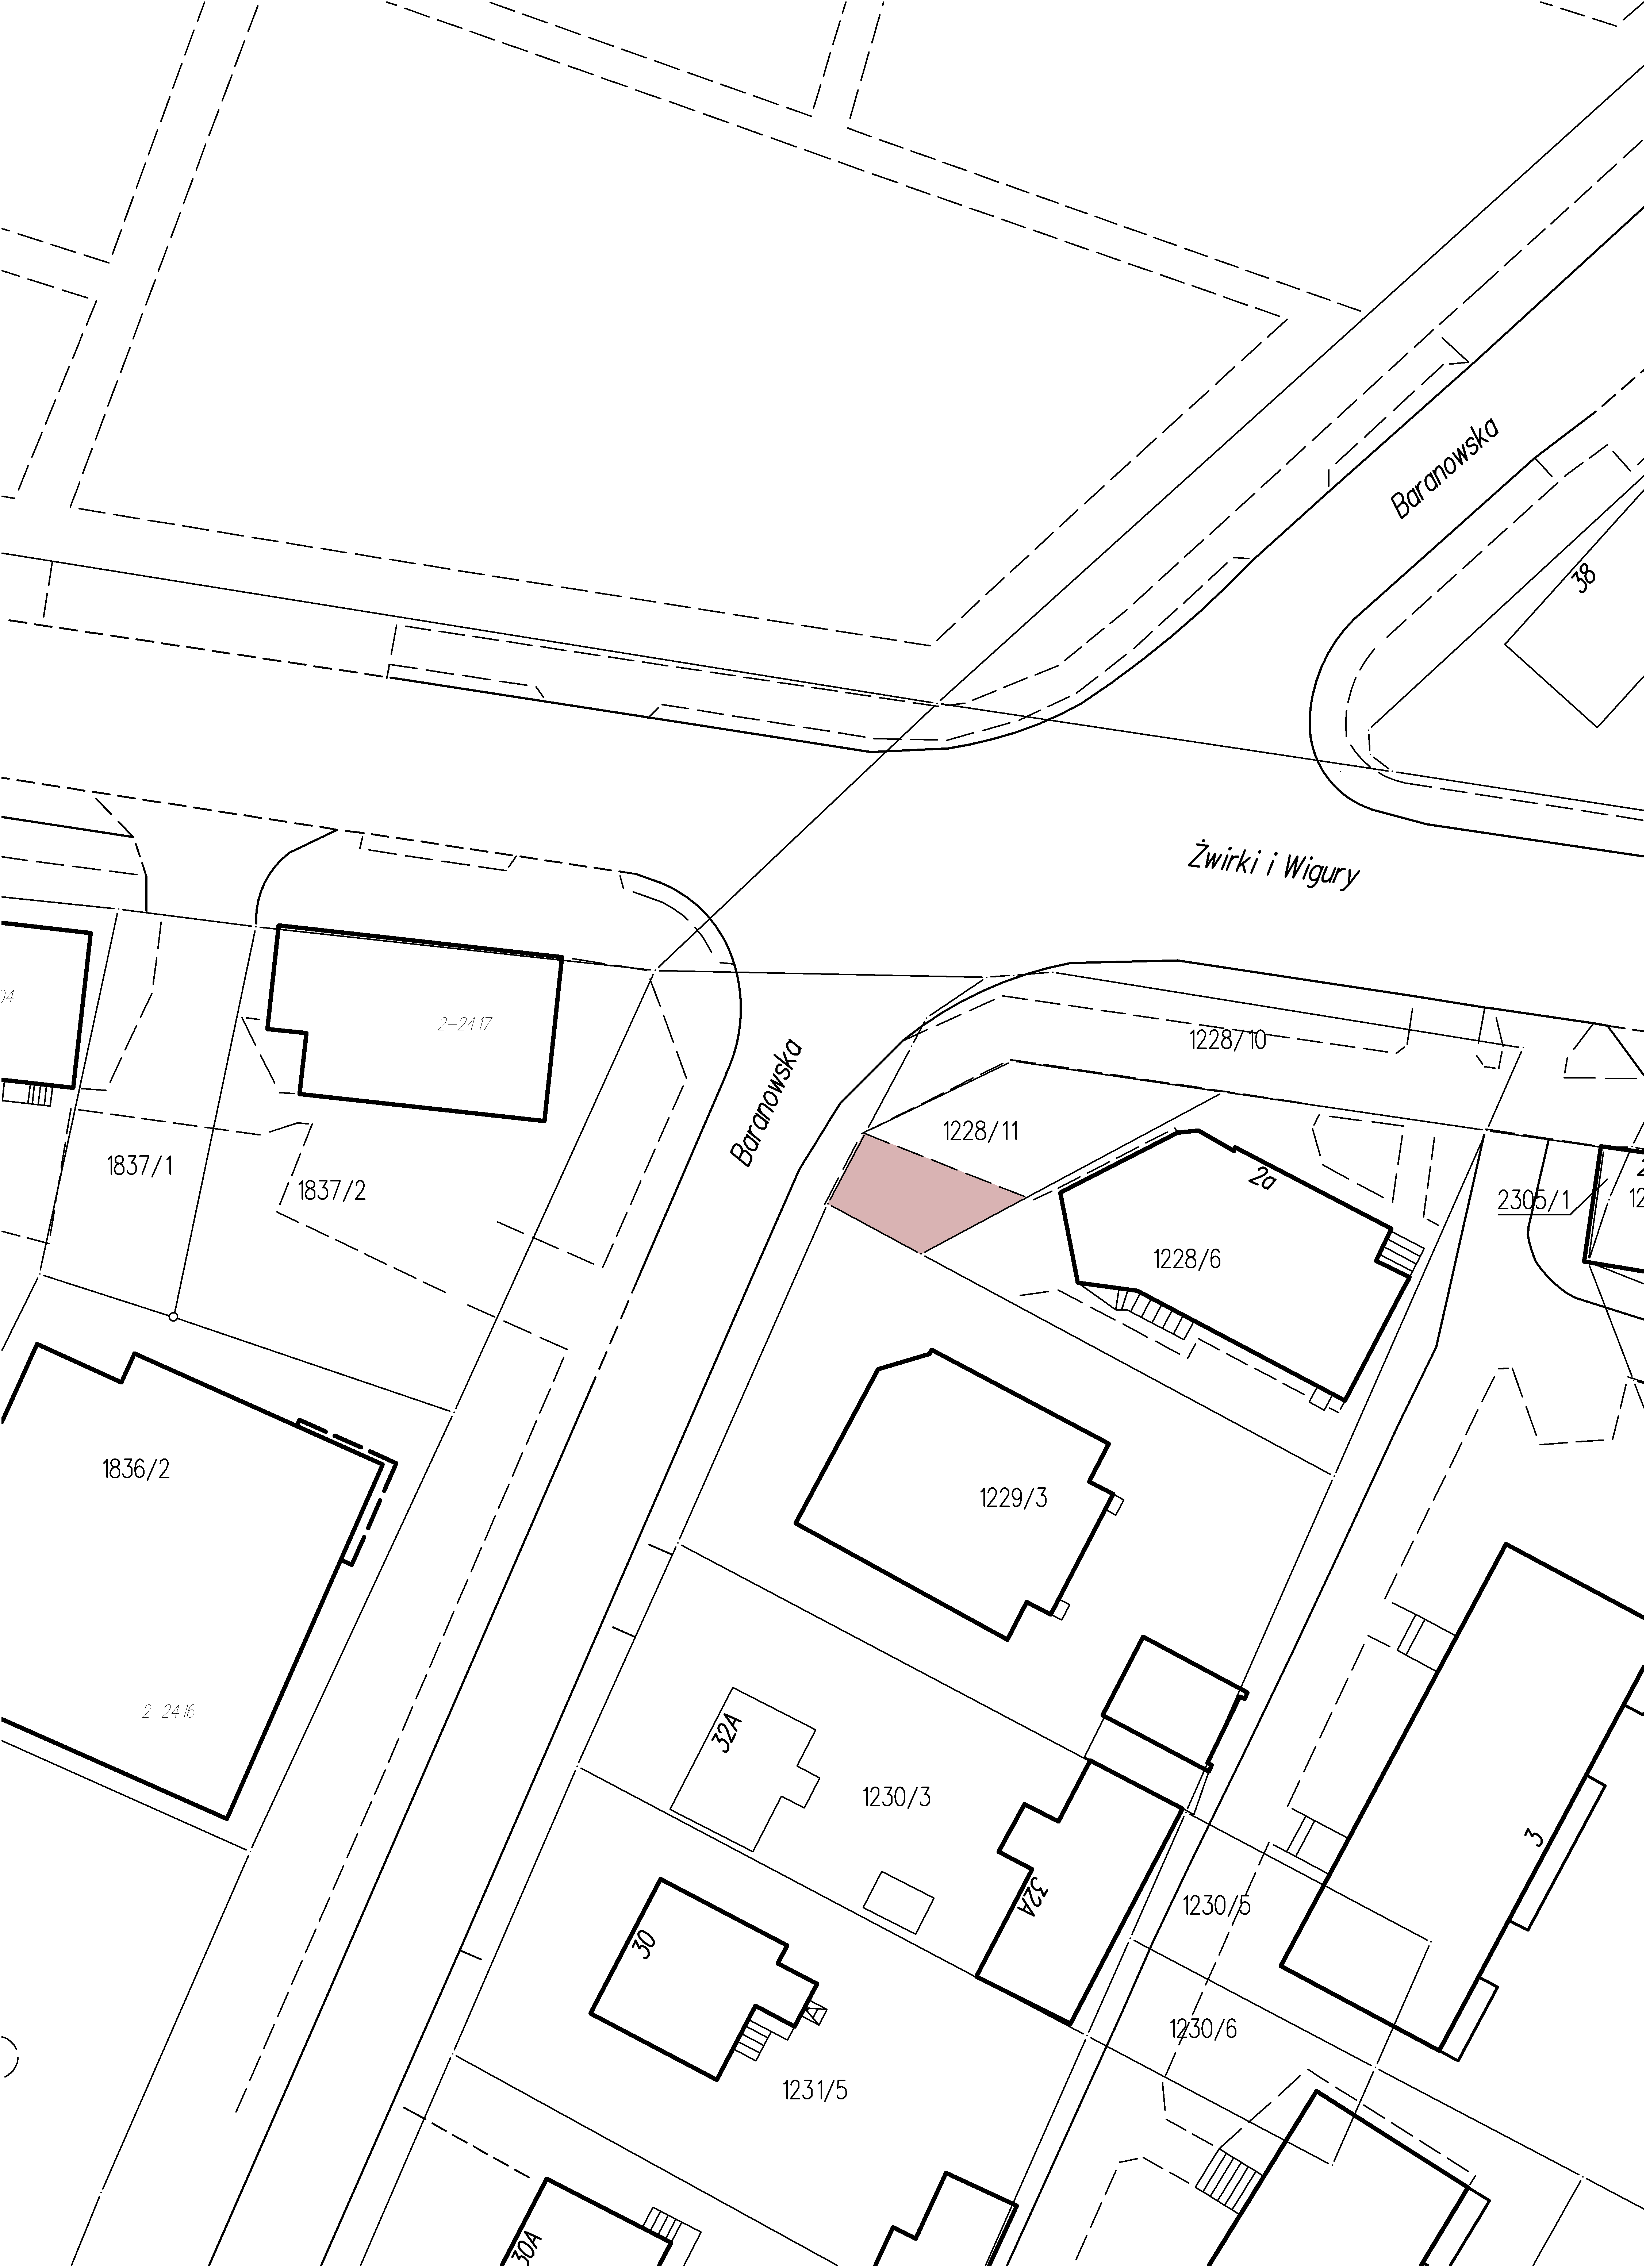 Baranowska
38
Żwirki i Wigury
04
2-2417
1228/10
Baranowska
1228/11
1837/1
1837/2
2a
2305/1
12
1228/6
1836/2
1229/3
2-2416
32A
1230/3
3
32A
1230/5
30
1230/6
A
1231/5
30A